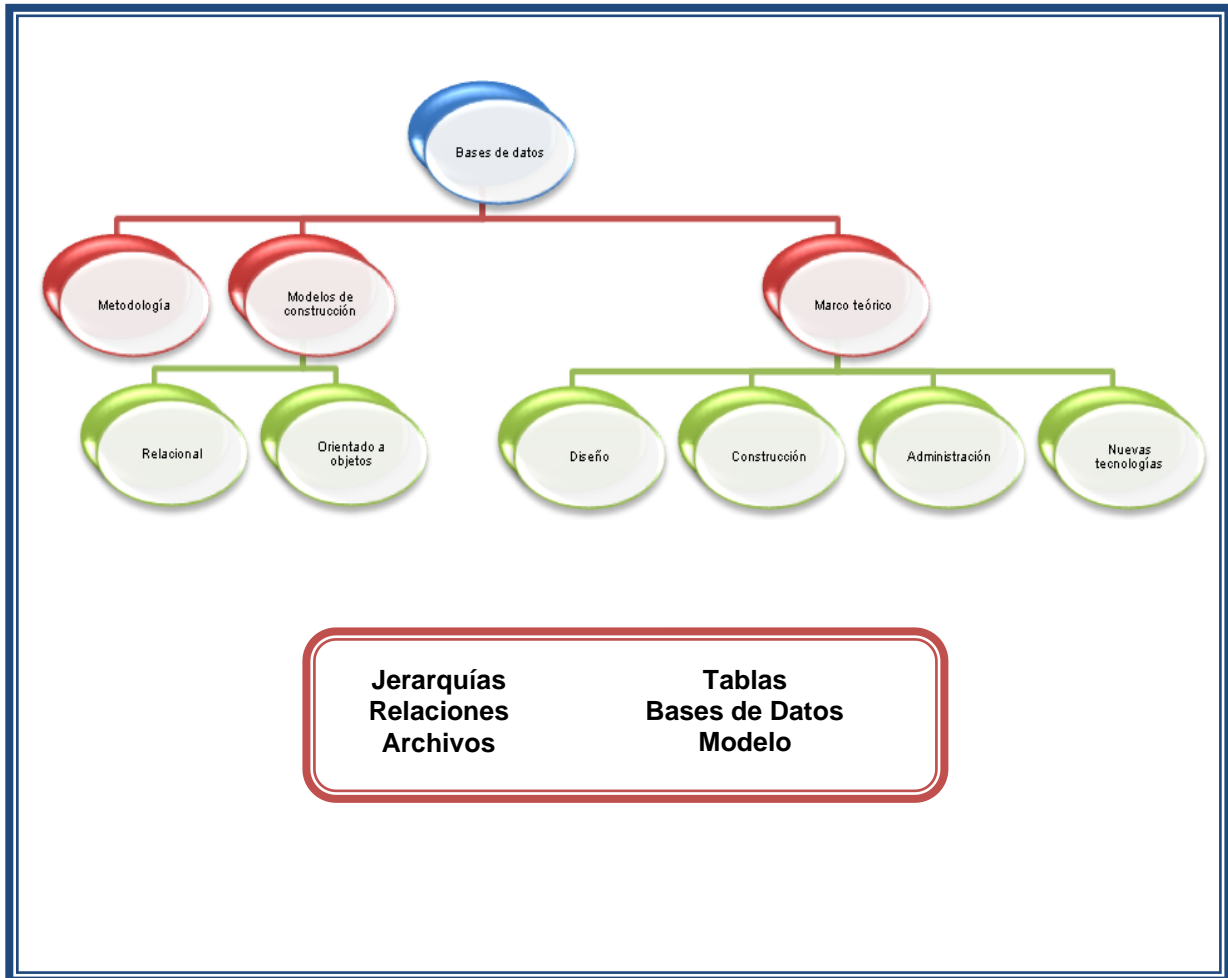 Bases de datos
Metodología
Modelos de
construcción
Marco teórico
Relacional
Orientado a
objetos
Diseño
Construcción
Administración
Nuevas
tecnologías
Jerarquías
Relaciones
Archivos
Tablas
Bases de Datos
Modelo